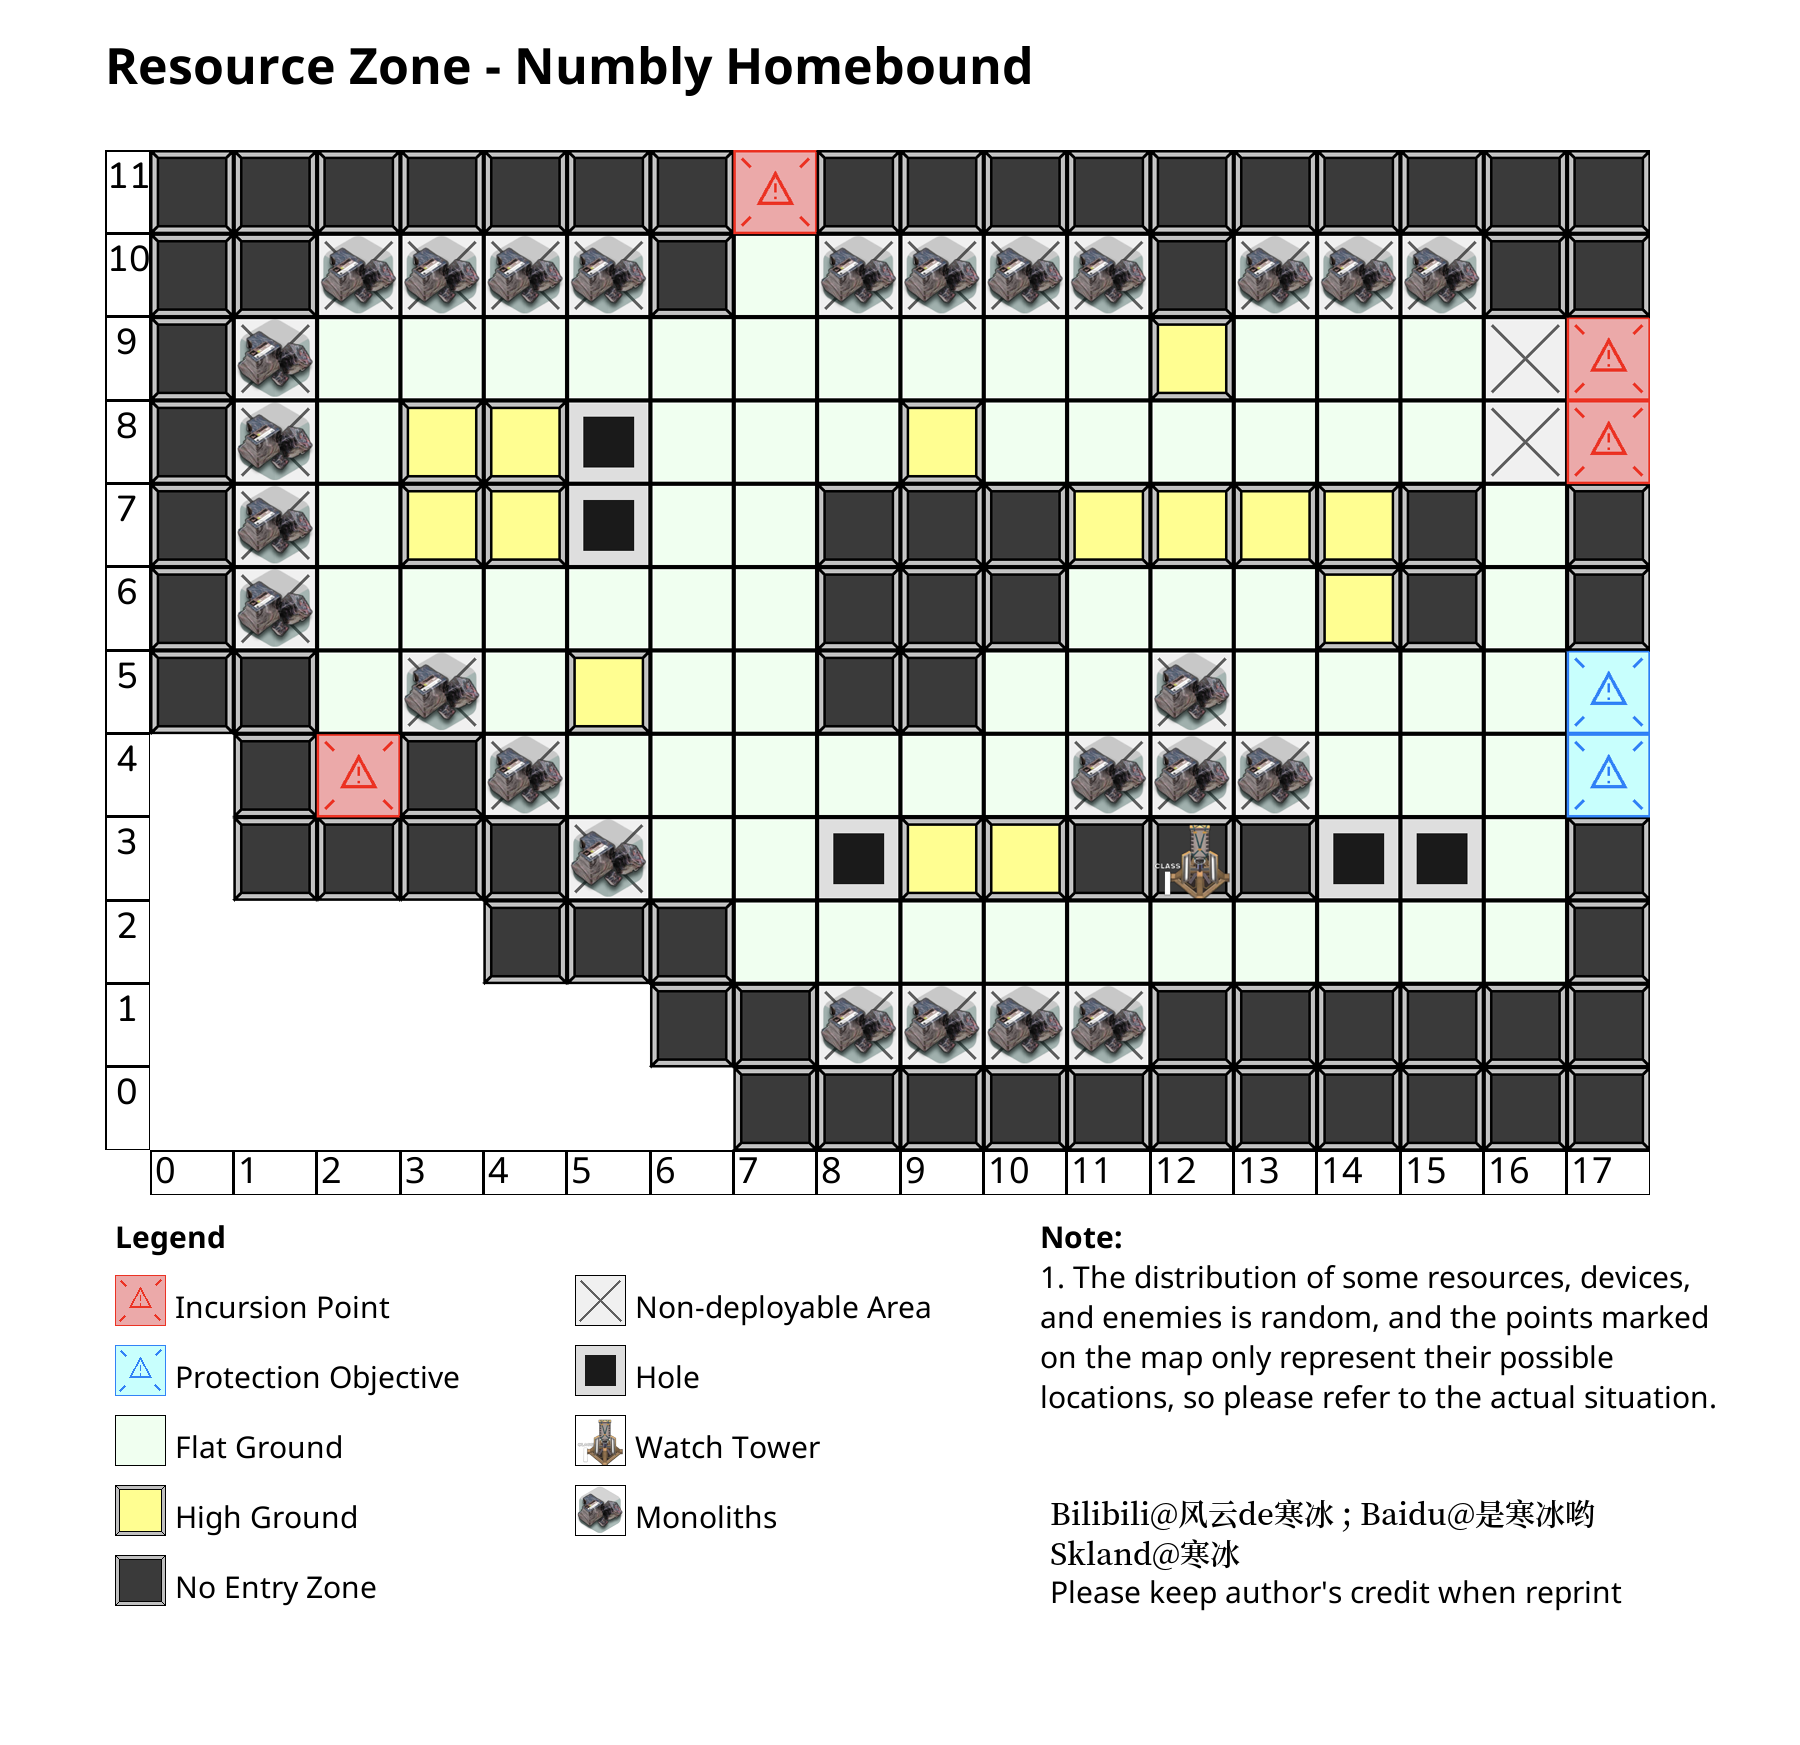 Resource Zone - Numbly Homebound
11
10
9
8
7
6
5
4
3
CLASS
2
1
0
0 1 2 3 4 5 6 7 8 9 10 11 12 13 14 15 16 17
Legend
Incursion Point
Protection Objective
Flat Ground
High Ground
No Entry Zone
Non-deployable Area
Hole
Watch Tower
Monoliths
Note:
1. The distribution of some resources, devices,
and enemies is random, and the points marked
on the map only represent their possible
locations, so please refer to the actual situation.
Bilibili@风云de寒冰 ; Baidu@是寒冰哟
Skland@寒冰
Please keep author's credit when reprint